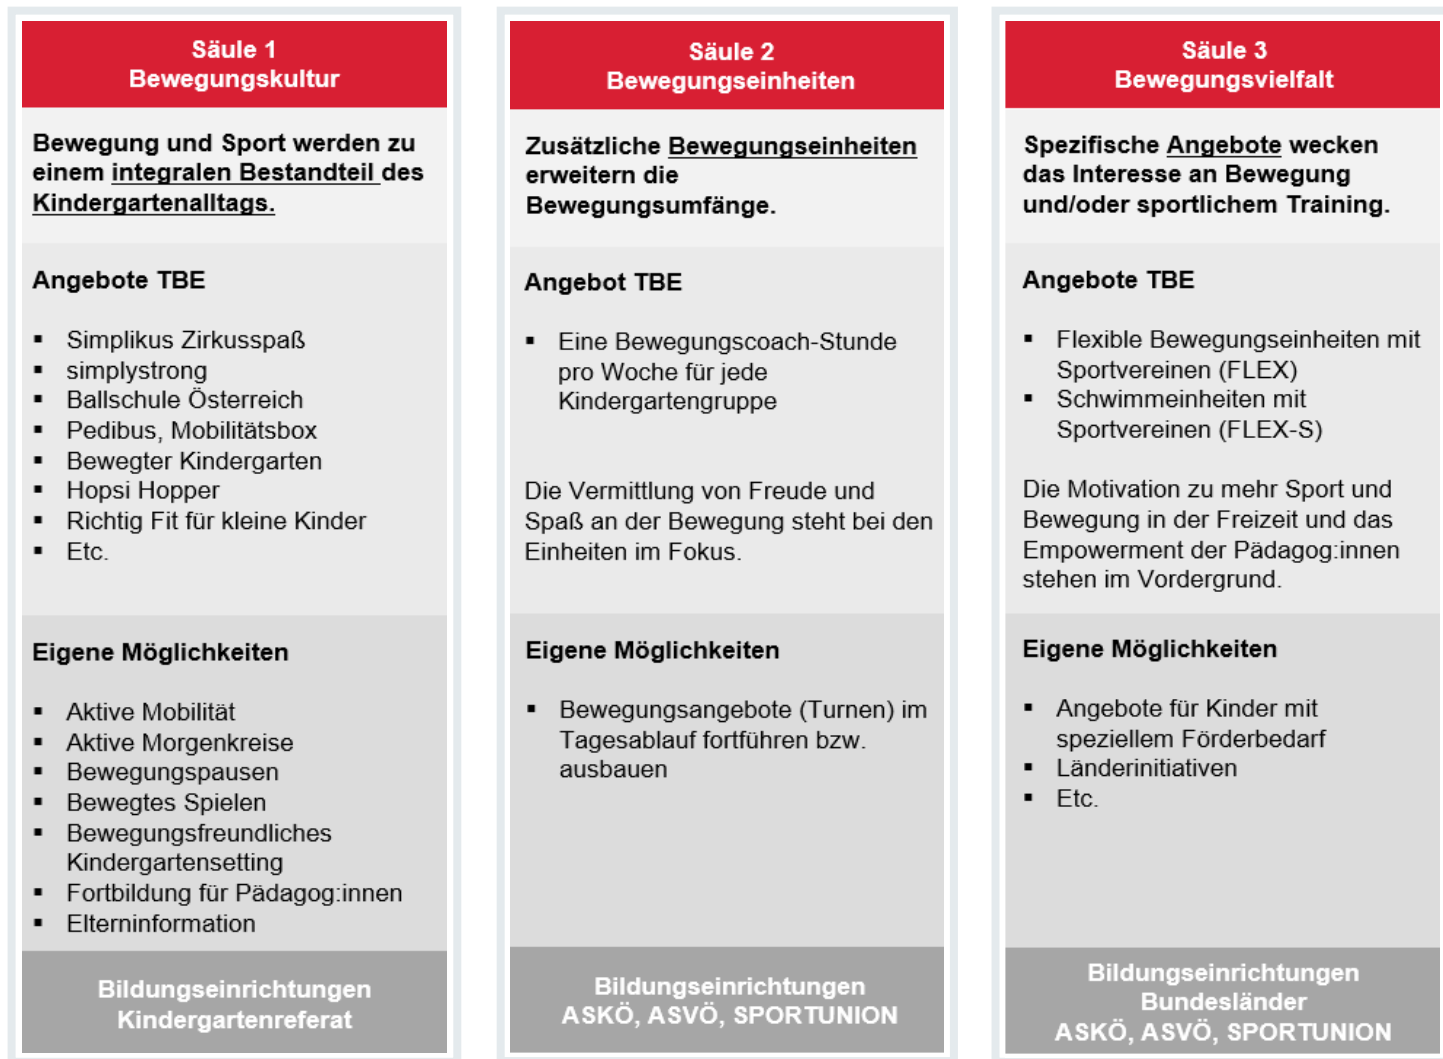 Säule 1
Bewegungskultur
Bewegung und Sport werden zu
einem integralen Bestandteil des
Kindergartenalltags.
Angebote TBE
▪ Simplikus Zirkusspaß
▪ simplystrong
▪ Ballschule Österreich
▪ Pedibus, Mobilitätsbox
▪ Bewegter Kindergarten
▪ Hopsi Hopper
▪ Richtig Fit für kleine Kinder
▪ Etc.
Eigene Möglichkeiten
▪ Aktive Mobilität
▪ Aktive Morgenkreise
▪ Bewegungspausen
▪ Bewegtes Spielen
▪ Bewegungsfreundliches
Kindergartensetting
▪ Fortbildung für Pädagog:innen
▪ Elterninformation
Bildungseinrichtungen
Kindergartenreferat
Säule 2
Bewegungseinheiten
Zusätzliche Bewegungseinheiten
erweitern die
Bewegungsumfänge.
Angebot TBE
▪ Eine Bewegungscoach-Stunde
pro Woche für jede
Kindergartengruppe
Die Vermittlung von Freude und
Spaß an der Bewegung steht bei den
Einheiten im Fokus.
Eigene Möglichkeiten
▪ Bewegungsangebote (Turnen) im
Tagesablauf fortführen bzw.
ausbauen
Bildungseinrichtungen
ASKÖ, ASVÖ, SPORTUNION
Säule 3
Bewegungsvielfalt
Spezifische Angebote wecken
das Interesse an Bewegung
und/oder sportlichem Training.
Angebote TBE
▪ Flexible Bewegungseinheiten mit
Sportvereinen (FLEX)
▪ Schwimmeinheiten mit
Sportvereinen (FLEX-S)
Die Motivation zu mehr Sport und
Bewegung in der Freizeit und das
Empowerment der Pädagog:innen
stehen im Vordergrund.
Eigene Möglichkeiten
▪ Angebote für Kinder mit
speziellem Förderbedarf
▪ Länderinitiativen
▪ Etc.
Bildungseinrichtungen
Bundesländer
ASKÖ, ASVÖ, SPORTUNION